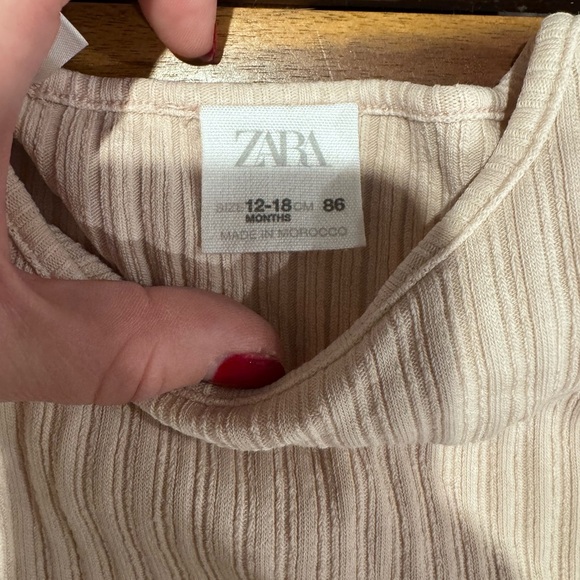 ZARA
SIZE 12-18 CM 86
MONTHS
MADE IN MOROCCO